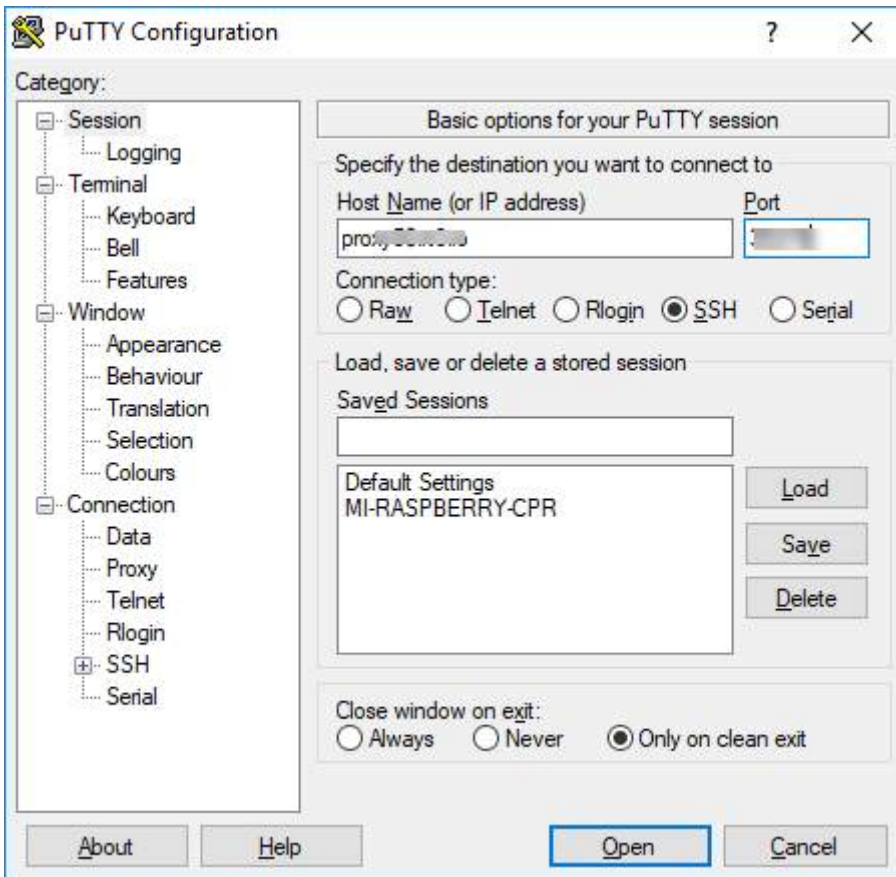 PuTTY Configuration
?
Category:
Session
Logging
Terminal
Keyboard
Bell
Features
Window
Appearance
Behaviour
Translation
Selection
Colours
Connection
Data
Proxy
Telnet
Rlogin
SSH
Serial
Basic options for your PuTTY session
Specify the destination you want to connect to
Host Name (or IP address) Port
Connection type:
Raw Telnet Rlogin SSH Serial
Load, save or delete a stored session
Saved Sessions
Default Settings
MI-RASPBERRY-CPR
Load
Save
Delete
Close window on exit:
Always Never Only on clean exit
About Help Open Cancel